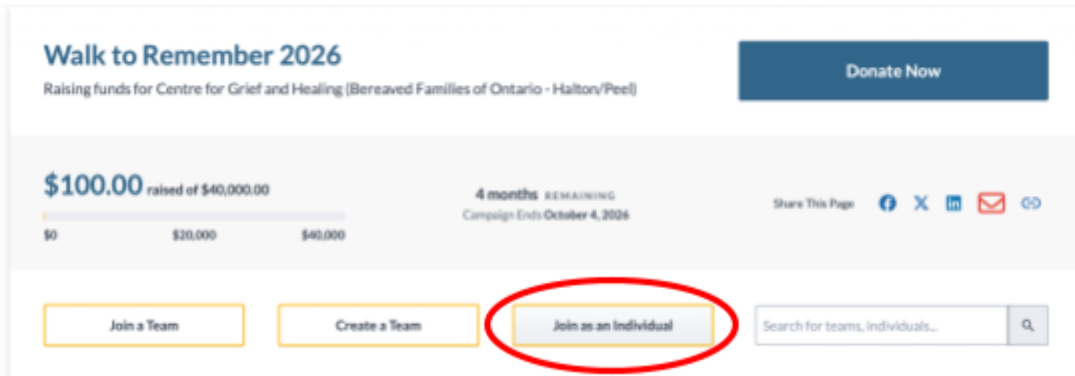 Walk to Remember 2026
Donate Now
Raising funds for Centre for Grief and Healing (Bereaved Families of Ontario - Halton/Peel)
$100.00 raised of $40,000.00
4 months REMAINING
Campaign Ends October 4, 2026
Share This Page
$0 $20,000 $40,000
Join a Team
Create a Team
Join as an Individual
Search for teams, individuals...